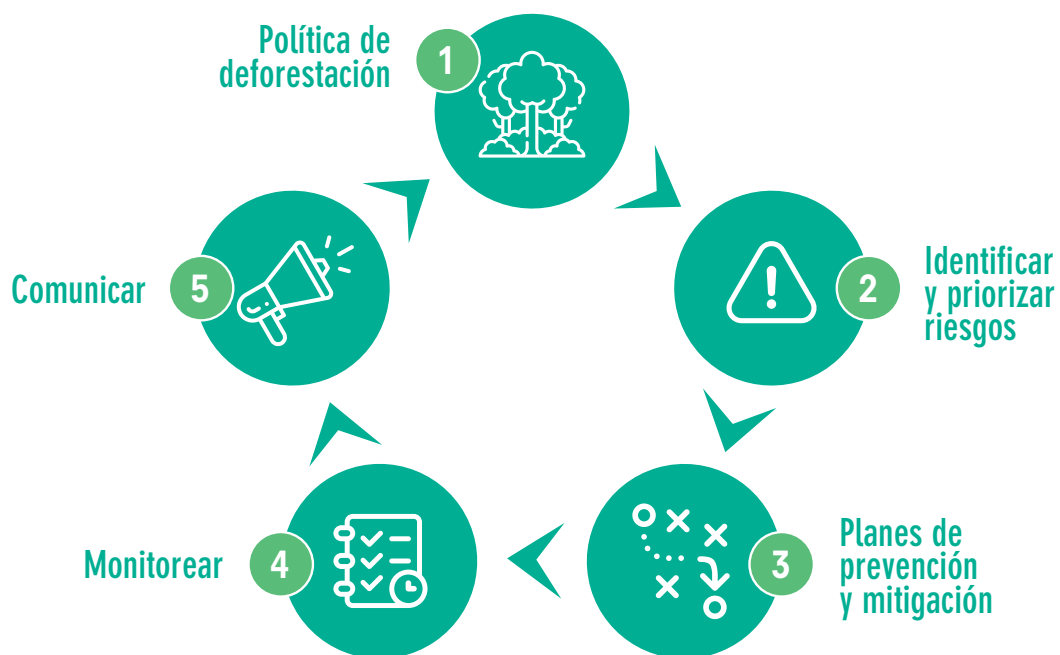 Política de
deforestación
1
2
Identificar
y priorizar
riesgos
3
Planes de
prevención
y mitigación
4
Monitorear
5
Comunicar